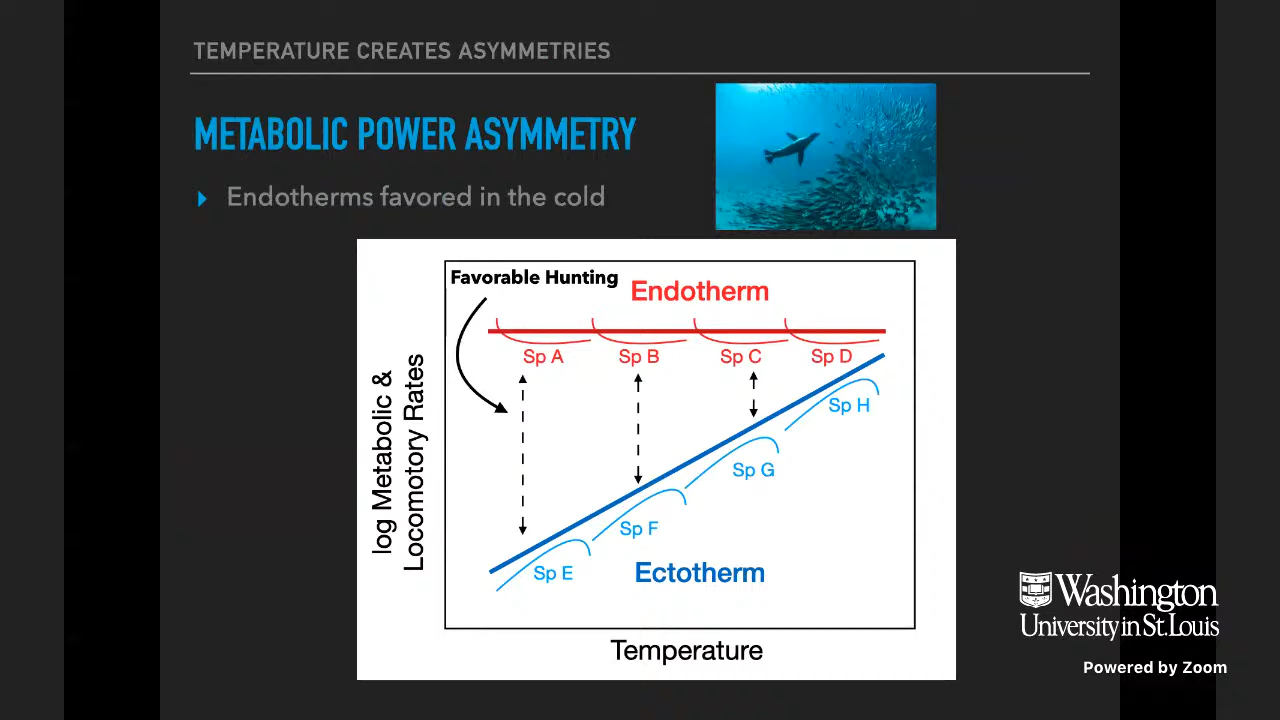 TEMPERATURE CREATES ASYMMETRIES
METABOLIC POWER ASYMMETRY
Endotherms favored in the cold
Favorable Hunting
Endotherm
Sp A
Sp B
Sp C
Sp D
log Metabolic &
Locomotory Rates
Sp H
Sp G
Sp F
Sp E
Ectotherm
Temperature
Washington
University in St. Louis
Powered by Zoom